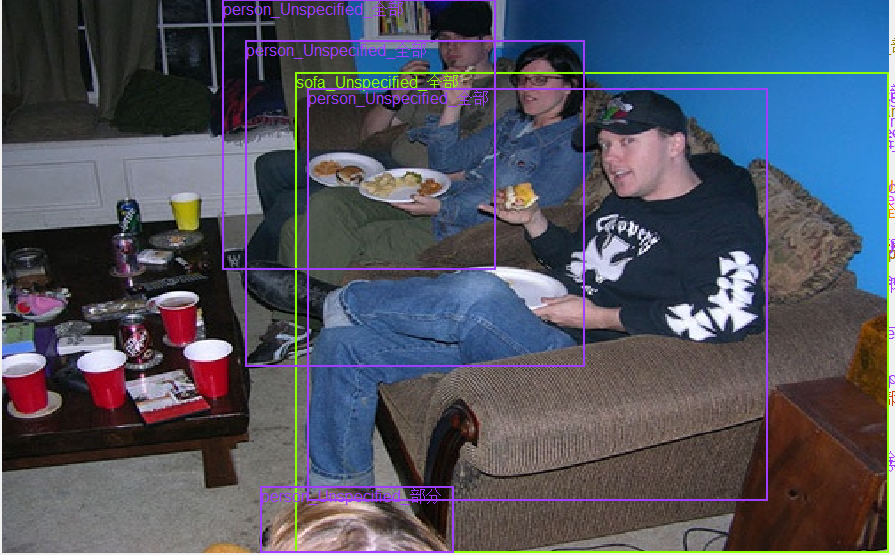 person_Unspecified_全部
person_Unspecified_全部
sofa_Unspecified_全部
person_Unspecified_全部
person_Unspecified_部分